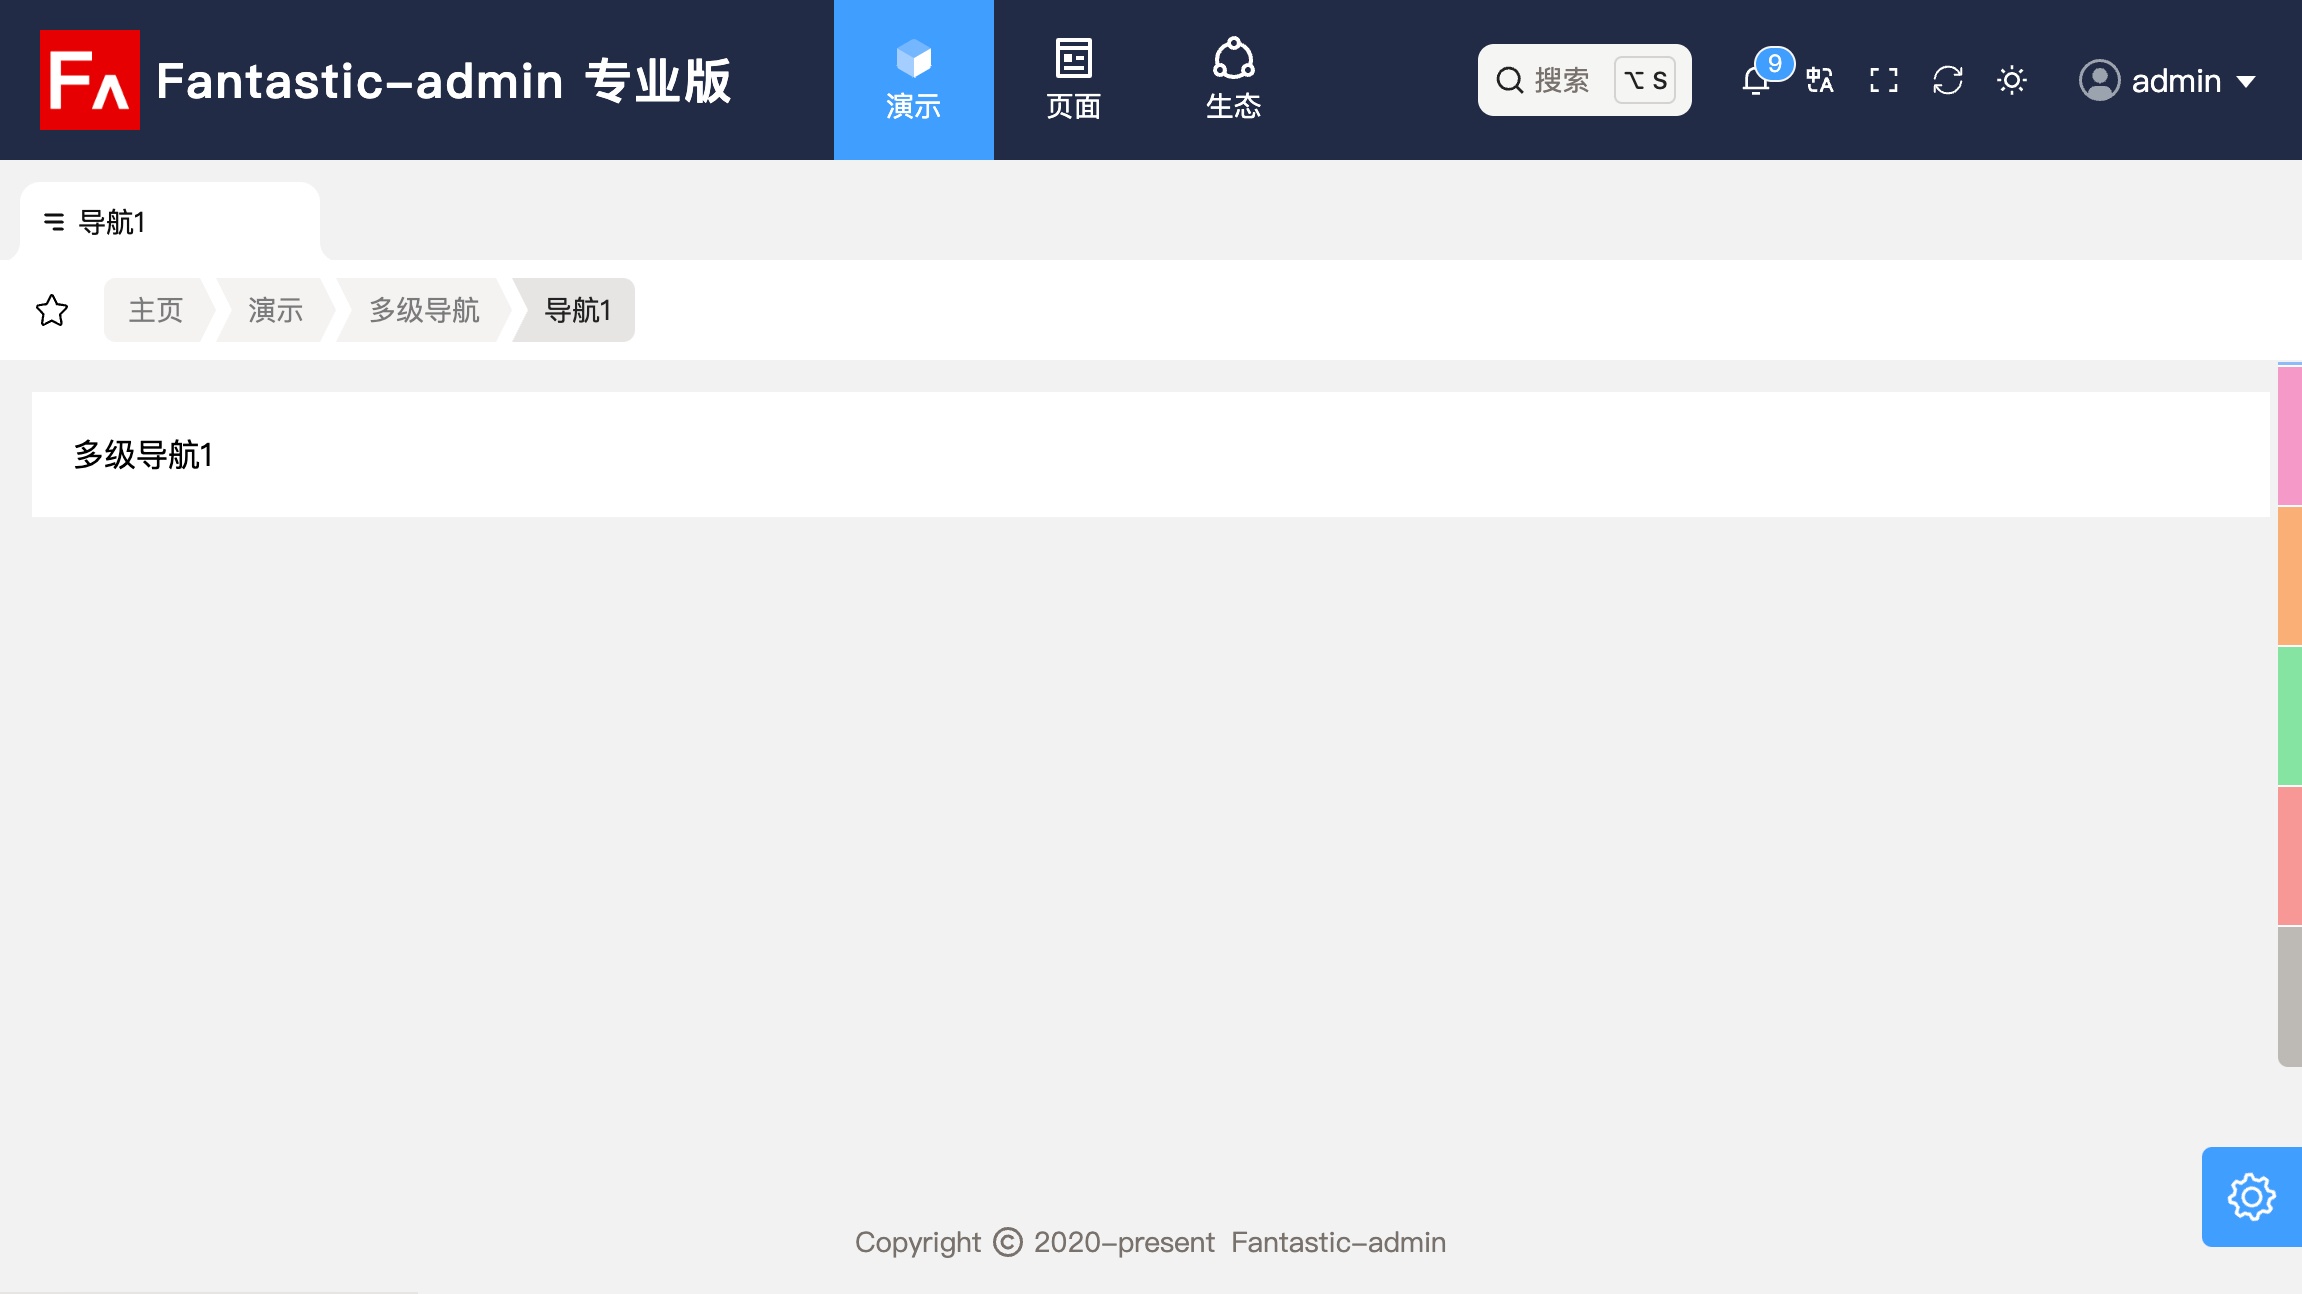 Fantastic-admin 专业版
演示
页面
生态
搜索 ⌥ S
9
admin
导航1
主页 演示 多级导航 导航1
多级导航1
Copyright © 2020-present Fantastic-admin